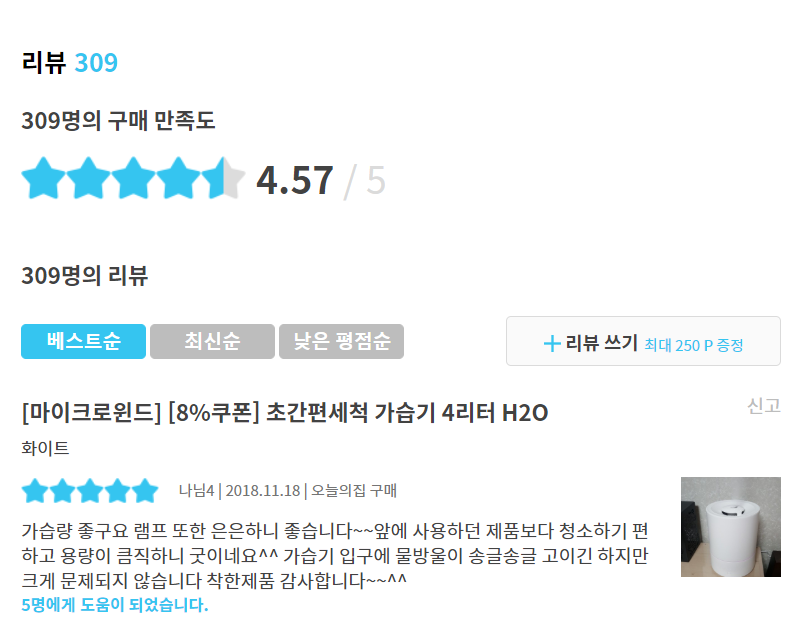 리뷰 309
309명의 구매 만족도
4.57 / 5
309명의 리뷰
베스트순 최신순 낮은 평점순 + 리뷰 쓰기 최대 250 P 증정
[마이크로윈드] [8%쿠폰] 초간편세척 가습기 4리터 H2O 신고
화이트
나님4 | 2018.11.18 | 오늘의집 구매
가습량 좋구요 램프 또한 은은하니 좋습니다~~앞에 사용하던 제품보다 청소하기 편
하고 용량이 큼직하니 굿이네요^^ 가습기 입구에 물방울이 송글송글 고이긴 하지만
크게 문제되지 않습니다 착한제품 감사합니다~~^^
5명에게 도움이 되었습니다.